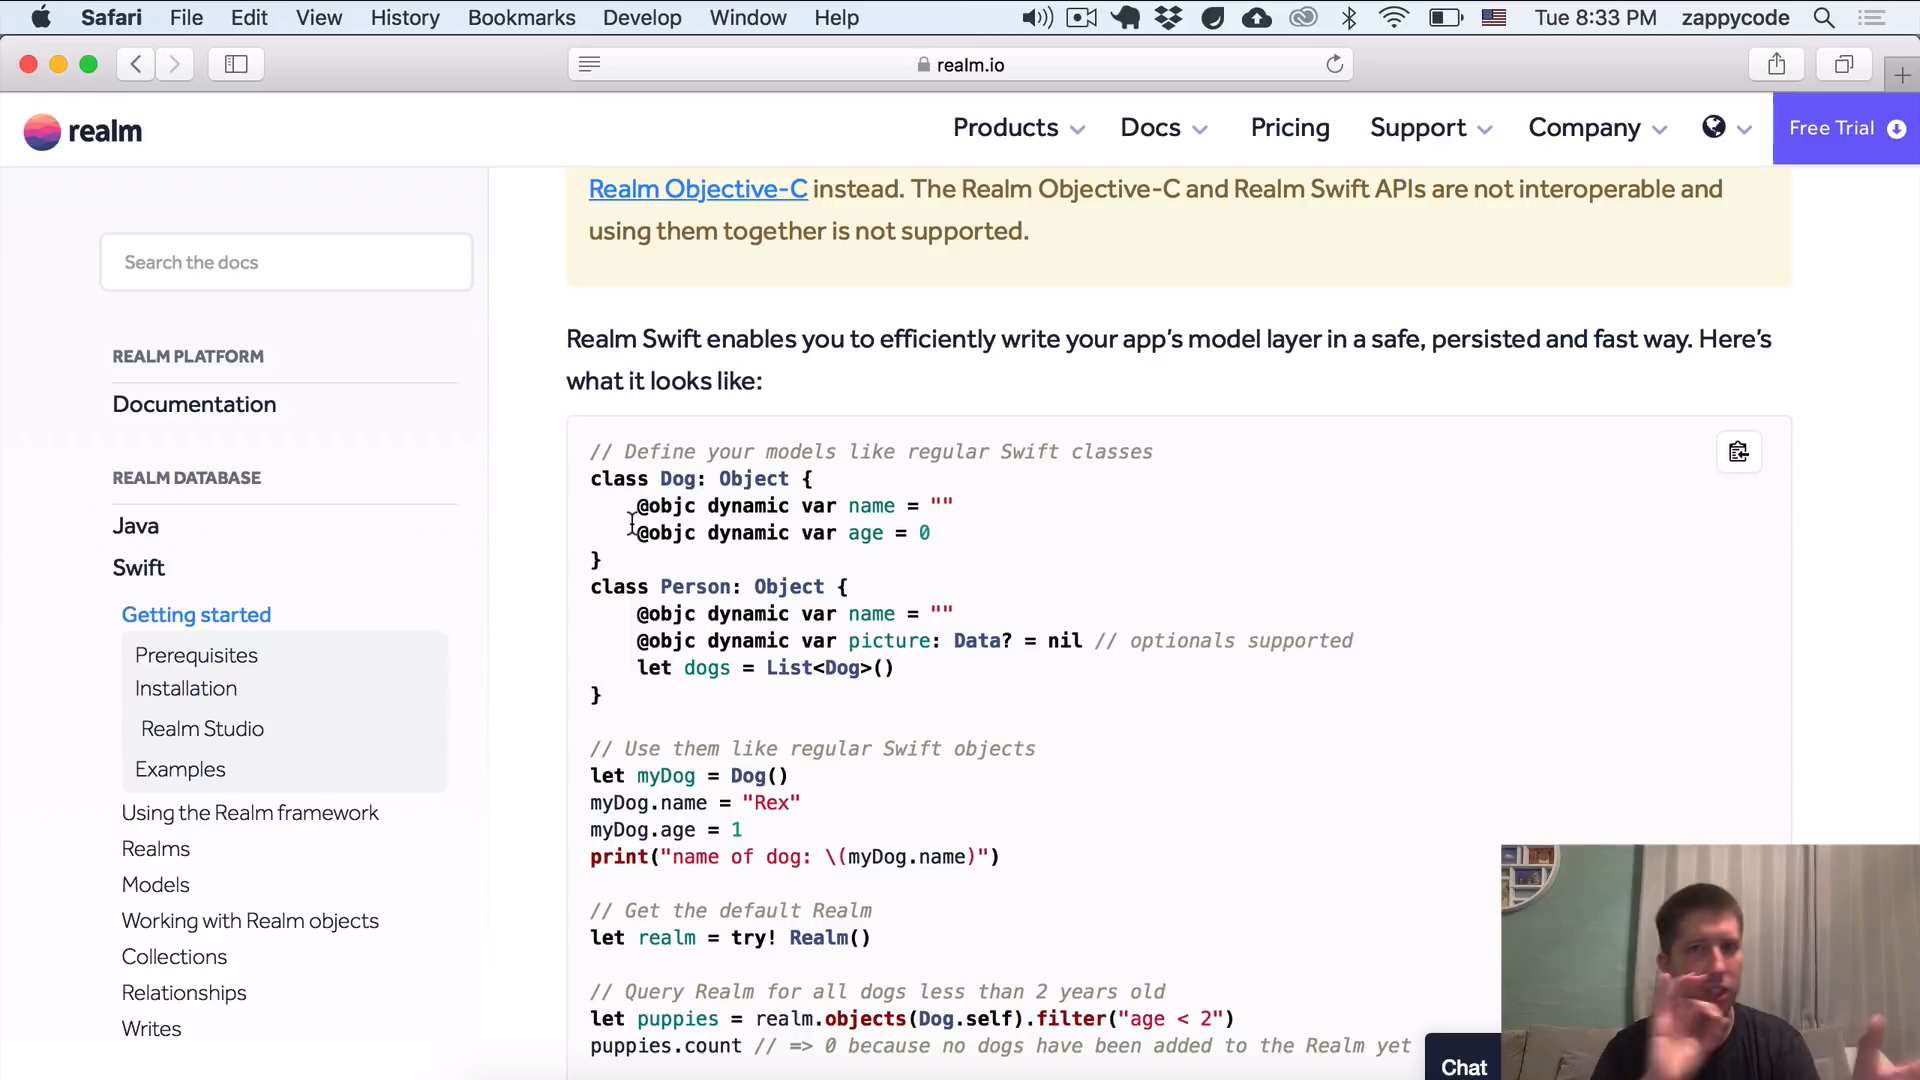 Safari File Edit View History Bookmarks Develop Window Help Tue 8:33 PM zappycode
realm.io
realm
Products Docs Pricing Support Company Free Trial
Realm Objective-C instead. The Realm Objective-C and Realm Swift APIs are not interoperable and
using them together is not supported.
Search the docs
REALM PLATFORM
Documentation
REALM DATABASE
Java
Swift
Getting started
Prerequisites
Installation
Realm Studio
Examples
Using the Realm framework
Realms
Models
Working with Realm objects
Collections
Relationships
Writes
Realm Swift enables you to efficiently write your app's model layer in a safe, persisted and fast way. Here's
what it looks like:
// Define your models like regular Swift classes
class Dog: Object {
@objc dynamic var name = ""
@objc dynamic var age = 0
}
class Person: Object {
@objc dynamic var name = ""
@objc dynamic var picture: Data? = nil // optionals supported
let dogs = List<Dog>()
}
// Use them like regular Swift objects
let myDog = Dog()
myDog.name = "Rex"
myDog.age = 1
print("name of dog: \(myDog.name)")
// Get the default Realm
let realm = try! Realm()
// Query Realm for all dogs less than 2 years old
let puppies = realm.objects(Dog.self).filter("age < 2")
puppies.count // => 0 because no dogs have been added to the Realm yet
Chat